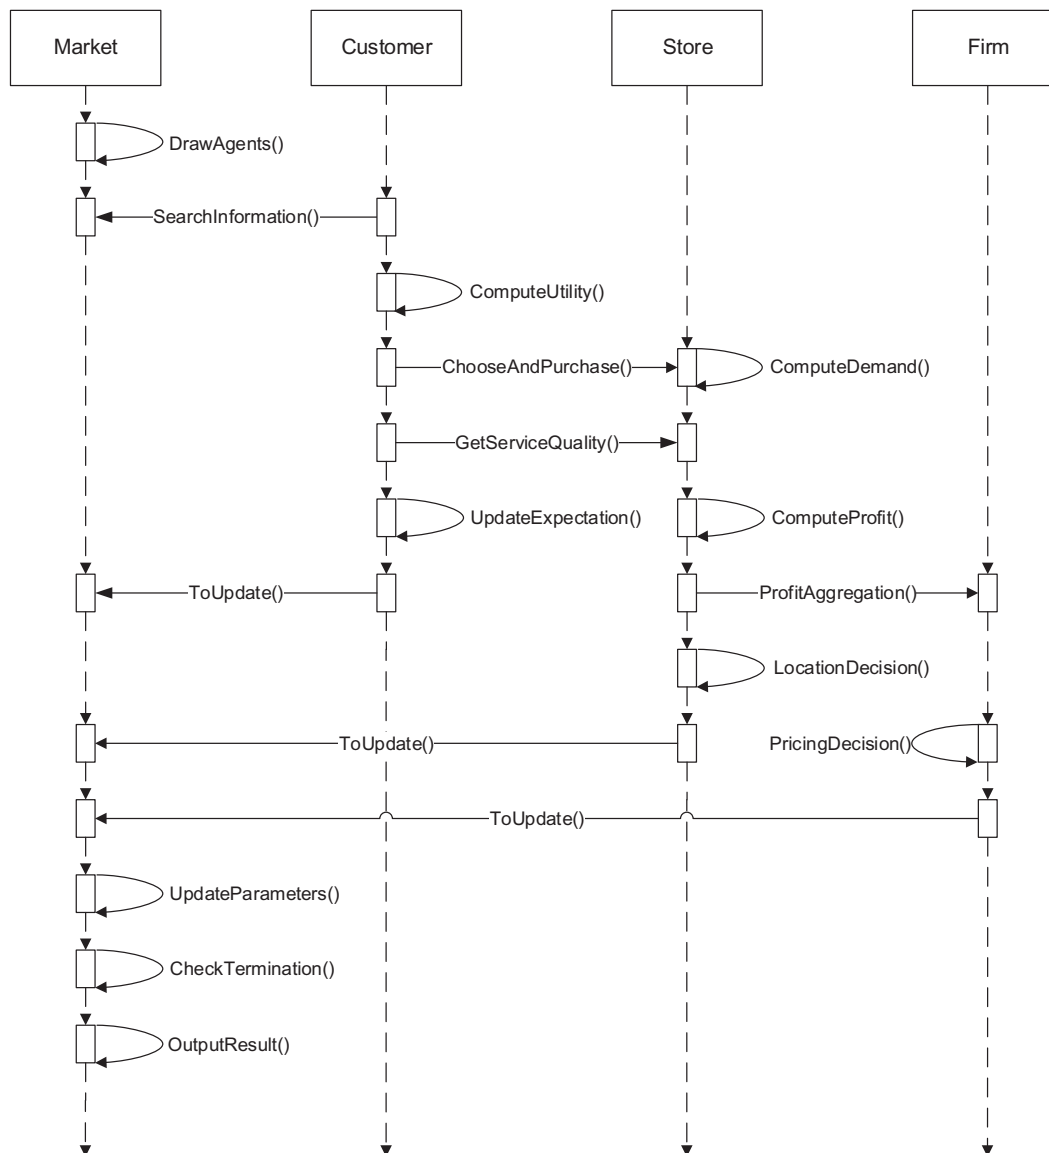 Market
Customer
Store
Firm
DrawAgents()
SearchInformation()
ComputeUtility()
ChooseAndPurchase()
ComputeDemand()
GetServiceQuality()
UpdateExpectation()
ComputeProfit()
ToUpdate()
ProfitAggregation()
LocationDecision()
ToUpdate()
PricingDecision()
ToUpdate()
UpdateParameters()
CheckTermination()
OutputResult()